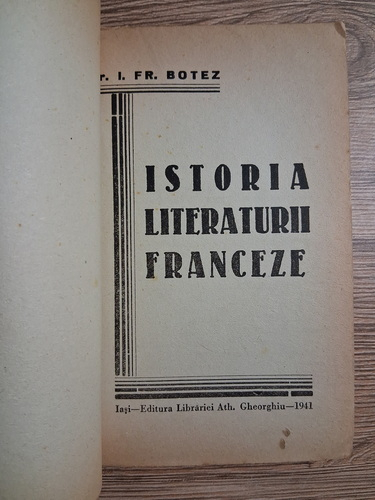 r. I. FR. BOTEZ
ISTORIA
LITERATURII
FRANCEZE
Iași—Editura Librăriei Ath. Gheorghiu—1941